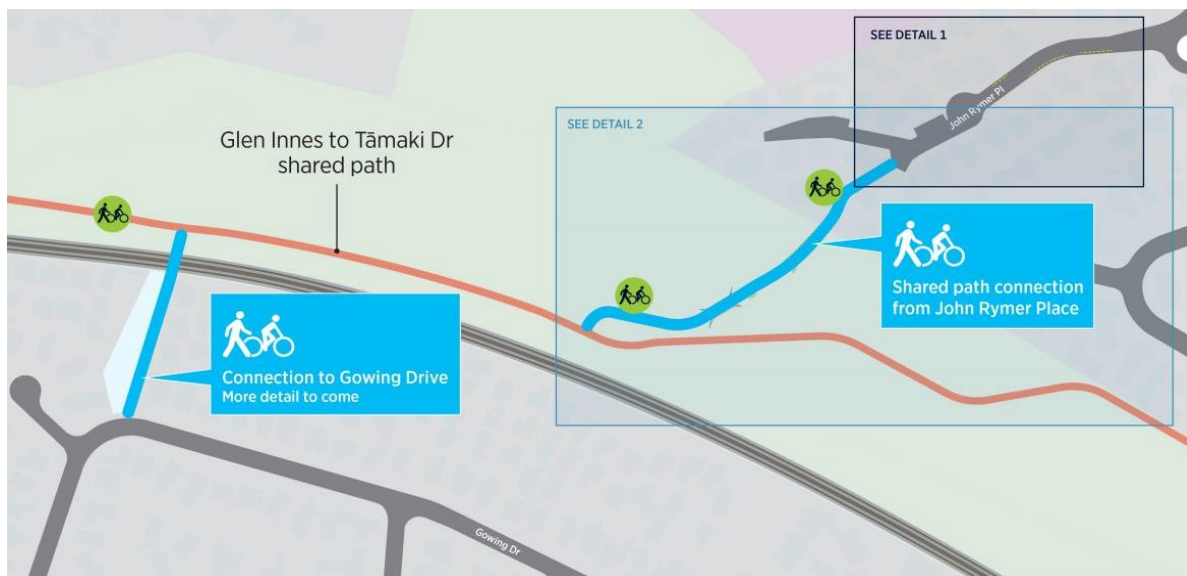 SEE DETAIL 1
John Rymer Pl
SEE DETAIL 2
Glen Innes to Tāmaki Dr
shared path
Shared path connection
from John Rymer Place
Connection to Gowing Drive
More detail to come
Gowing Dr